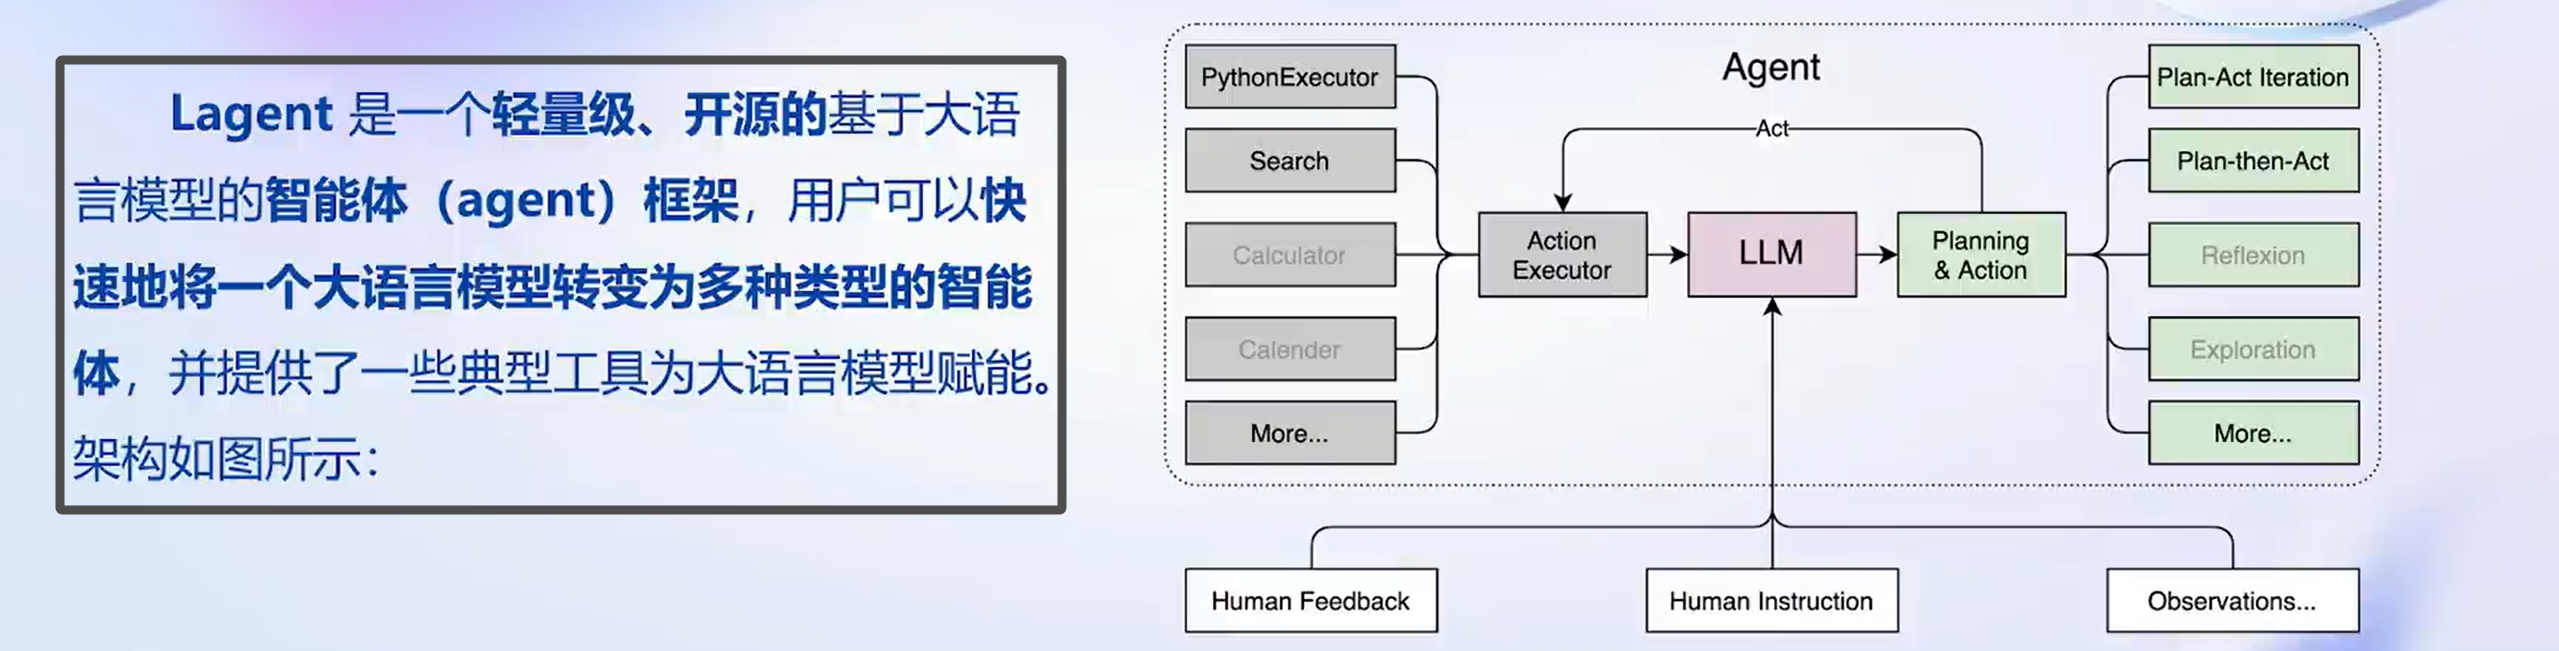 Lagent 是一个轻量级、开源的基于大语
言模型的智能体（agent）框架，用户可以快
速地将一个大语言模型转变为多种类型的智能
体，并提供了一些典型工具为大语言模型赋能。
架构如图所示：
Agent
Act
PythonExecutor
Search
Calculator
Calender
More...
Action
Executor
LLM
Planning
& Action
Plan-Act Iteration
Plan-then-Act
Reflexion
Exploration
More...
Human Feedback
Human Instruction
Observations...